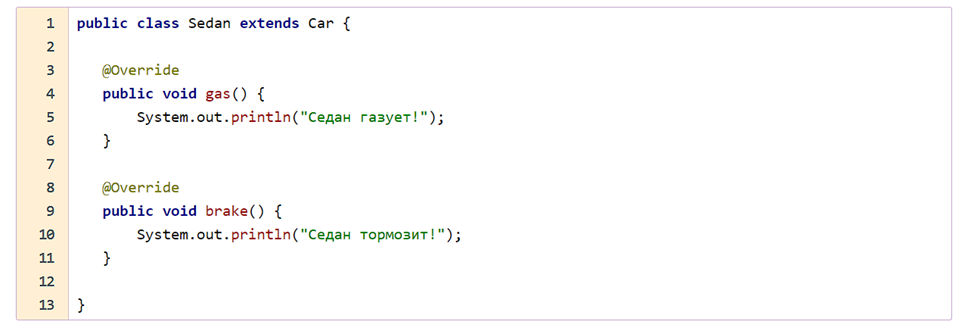 1 public class Sedan extends Car {
2
3 @Override
4 public void gas() {
5 System.out.println("Седан газует!");
6 }
7
8 @Override
9 public void brake() {
10 System.out.println("Седан тормозит!");
11 }
12
13 }